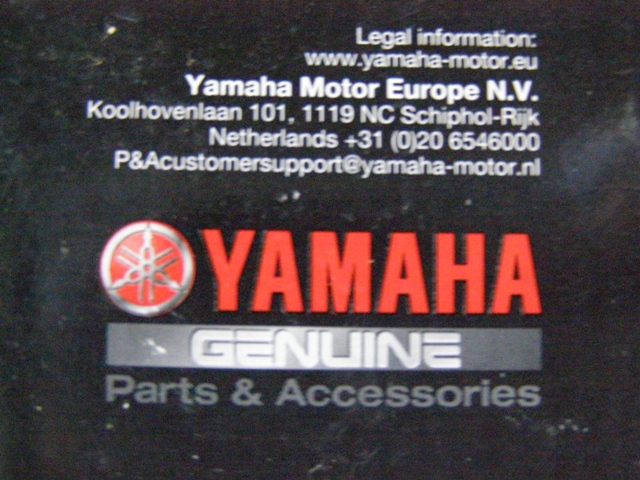 Legal information:
www.yamaha-motor.eu
Yamaha Motor Europe N.V.
Koolhovenlaan 101, 1119 NC Schiphol-Rijk
Netherlands +31 (0)20 6546000
P&Acustomersupport@yamaha-motor.nl
YAMAHA
GENUINE
Parts & Accessories